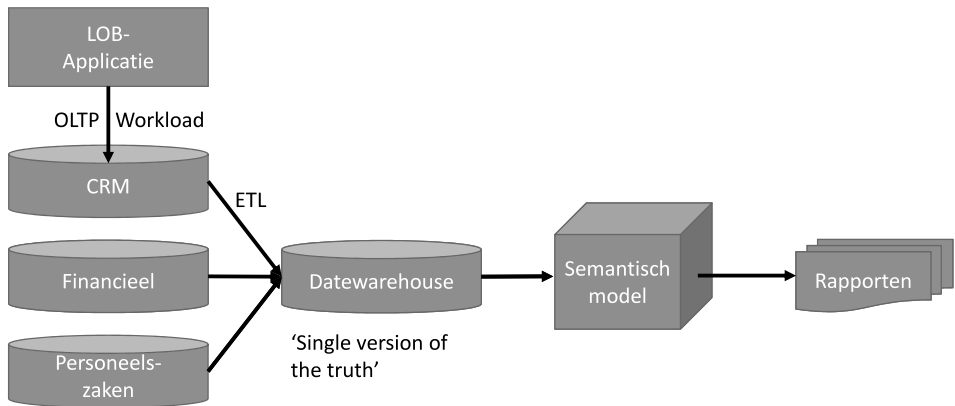 LOB-
Applicatie
OLTP Workload
CRM
ETL
Financieel
Datewarehouse
Semantisch
model
Rapporten
'Single version of
the truth'
Personeels-
zaken